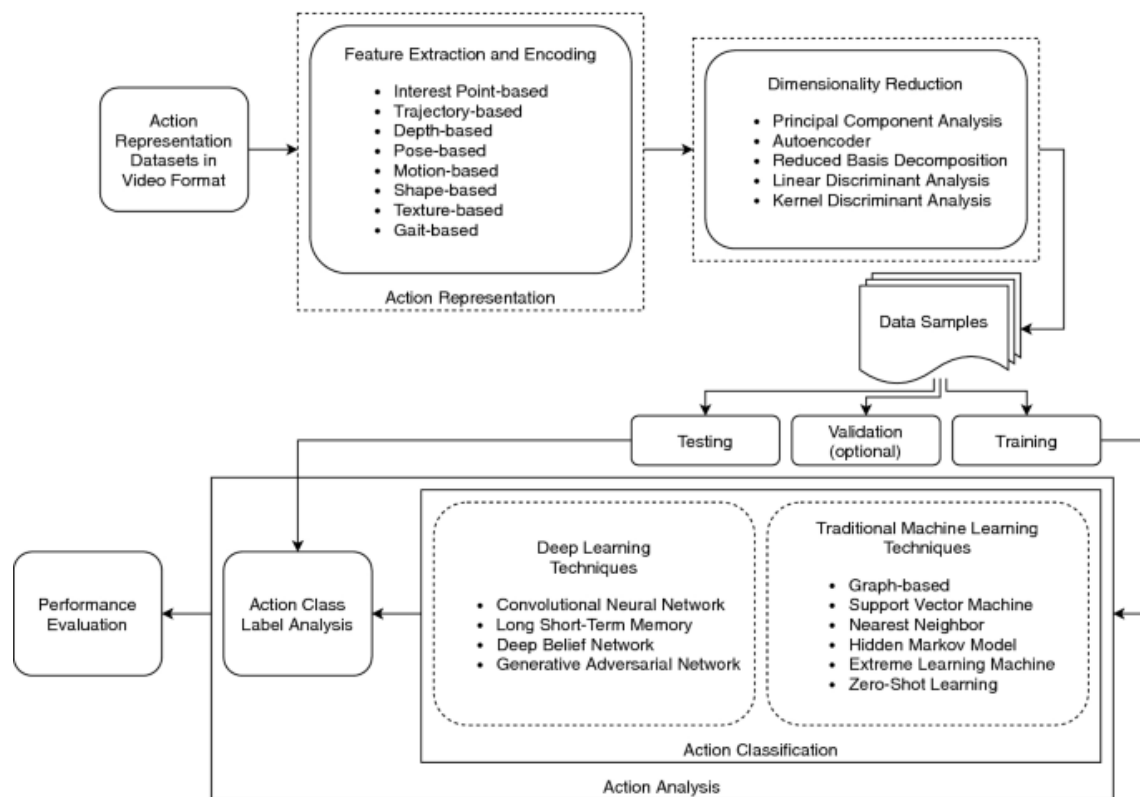 Action
Representation
Datasets in
Video Format
Feature Extraction and Encoding
• Interest Point-based
• Trajectory-based
• Depth-based
• Pose-based
• Motion-based
• Shape-based
• Texture-based
• Gait-based
Action Representation
Dimensionality Reduction
• Principal Component Analysis
• Autoencoder
• Reduced Basis Decomposition
• Linear Discriminant Analysis
• Kernel Discriminant Analysis
Data Samples
Testing
Validation
(optional)
Training
Performance
Evaluation
Action Class
Label Analysis
Deep Learning
Techniques
• Convolutional Neural Network
• Long Short-Term Memory
• Deep Belief Network
• Generative Adversarial Network
Traditional Machine Learning
Techniques
• Graph-based
• Support Vector Machine
• Nearest Neighbor
• Hidden Markov Model
• Extreme Learning Machine
• Zero-Shot Learning
Action Classification
Action Analysis